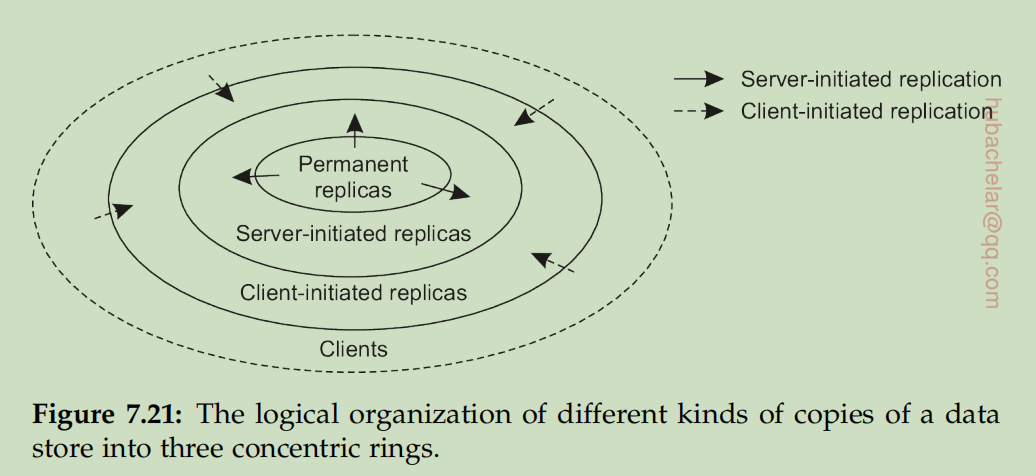 Server-initiated replication
Client-initiated replication
Permanent
replicas
Server-initiated replicas
Client-initiated replicas
Clients
hubachelar@qq.com
Figure 7.21: The logical organization of different kinds of copies of a data
store into three concentric rings.